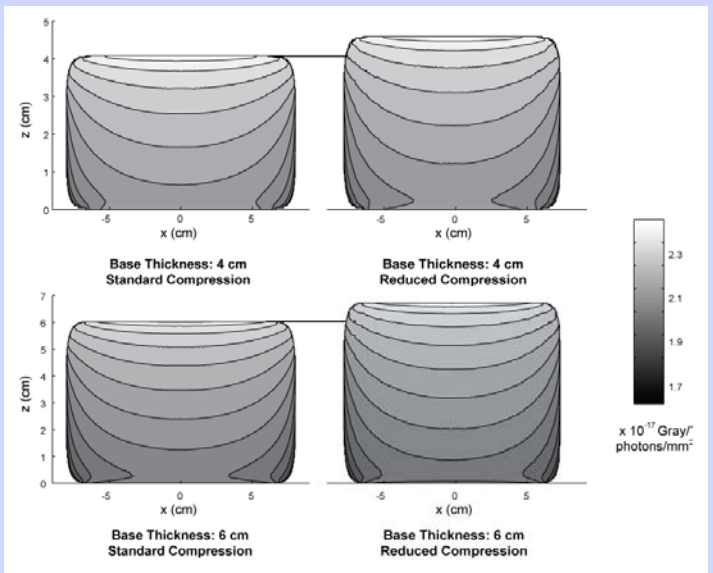 5
4
3
2
1
0
z (cm)
-5 0 5
x (cm)
-5 0 5
x (cm)
Base Thickness: 4 cm
Standard Compression
Base Thickness: 4 cm
Reduced Compression
7
6
5
4
3
2
1
0
z (cm)
-5 0 5
x (cm)
-5 0 5
x (cm)
Base Thickness: 6 cm
Standard Compression
Base Thickness: 6 cm
Reduced Compression
2.3
2.1
1.9
1.7
x 10⁻¹⁷ Gray/
photons/mm